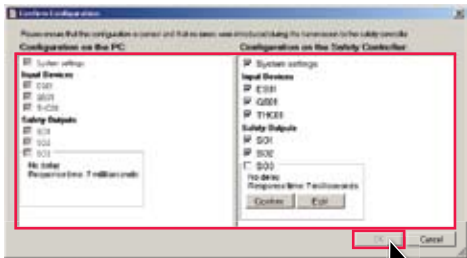 Confirm Configuration
Please ensure that the configuration is correct and that no errors were introduced during the transmission to the safety controller
Configuration on the PC
System settings
Input Devices
ES01
GS01
THC01
Safety Outputs
SO1
SO2
SO3
No delay
Response time 7 milliseconds
Configuration on the Safety Controller
System settings
Input Devices
ES01
GS01
THC01
Safety Outputs
SO1
SO2
SO3
No delay
Response time 7 milliseconds
Confirm
Edit
OK
Cancel